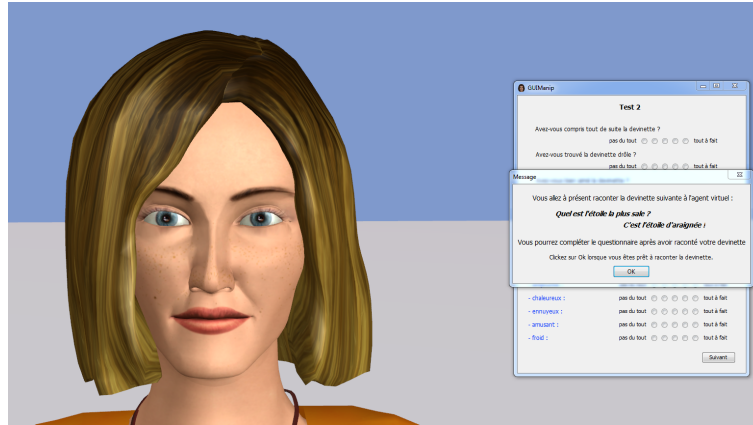 GUIManip
Test 2
Avez-vous compris tout de suite la devinette ?
pas du tout tout à fait
Avez-vous trouvé la devinette drôle ?
pas du tout tout à fait
Message
Vous allez à présent raconter la devinette suivante à l'agent virtuel :
Quel est l'étoile la plus sale ?
C'est l'étoile d'araignée !
Vous pourrez compléter le questionnaire après avoir raconté votre devinette
Clickez sur Ok lorsque vous êtes prêt à raconter la devinette.
OK
- chaleureux : pas du tout tout à fait
- ennuyeux : pas du tout tout à fait
- amusant : pas du tout tout à fait
- froid : pas du tout tout à fait
Suivant